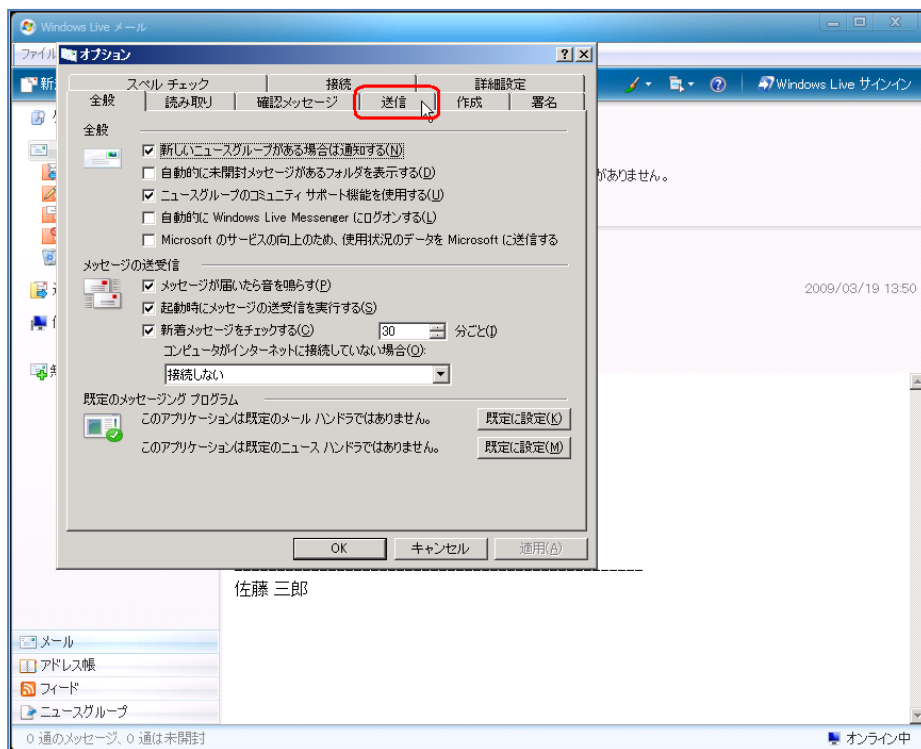 Windows Live メール
ファイル
オプション
新
Windows Live サインイン
スペル チェック 接続 詳細設定
全般 読み取り 確認メッセージ 送信 作成 署名
全般
新しいニュースグループがある場合は通知する(N)
自動的に未開封メッセージがあるフォルダを表示する(D)
がありません。
ニュースグループのコミュニティ サポート機能を使用する(U)
自動的に Windows Live Messenger にログオンする(L)
Microsoft のサービスの向上のため、使用状況のデータを Microsoft に送信する
メッセージの送受信
メッセージが届いたら音を鳴らす(P)
2009/03/19 13:50
起動時にメッセージの送受信を実行する(S)
新着メッセージをチェックする(C) 30 分ごと(I)
コンピュータがインターネットに接続していない場合(O):
接続しない
既定のメッセージング プログラム
このアプリケーションは既定のメール ハンドラではありません。 既定に設定(K)
このアプリケーションは既定のニュース ハンドラではありません。 既定に設定(M)
OK キャンセル 適用(A)
佐藤 三郎
メール
アドレス帳
フィード
ニュースグループ
0 通のメッセージ、0 通は未開封
オンライン中